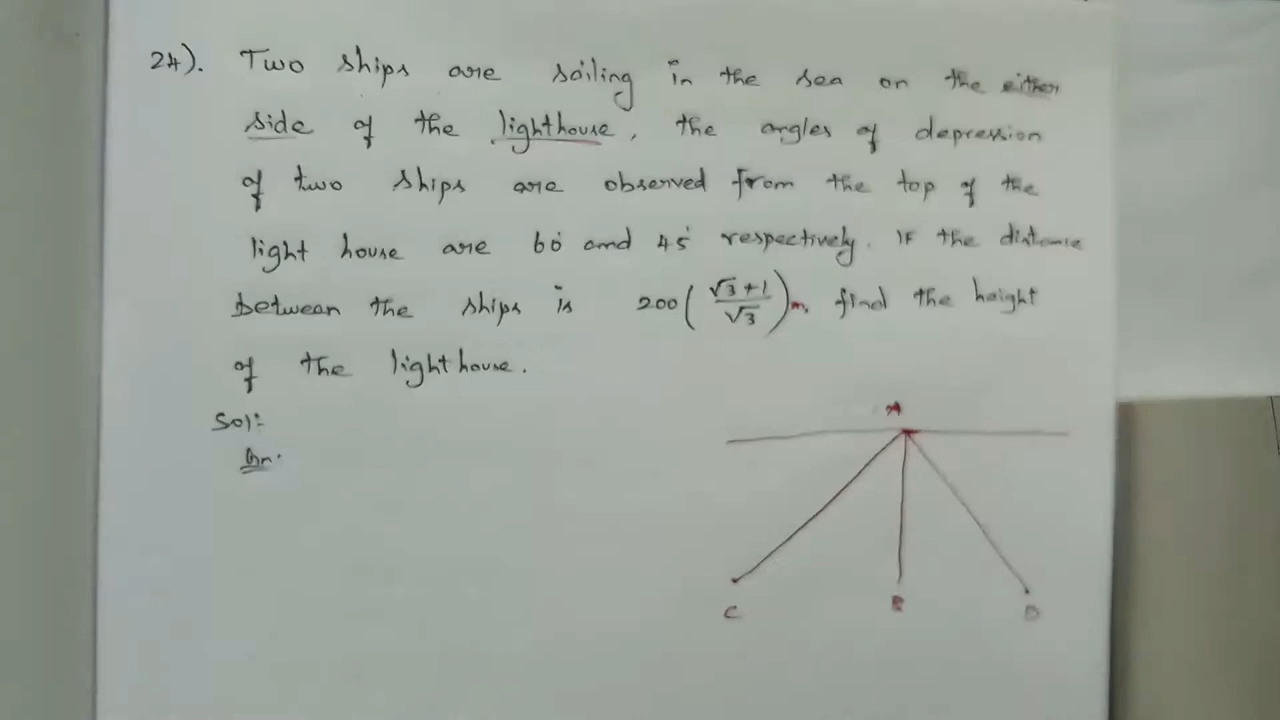 24). Two ships are sailing in the sea on the either
side of the lighthouse, the angles of depression
of two ships are observed from the top of the
light house are 60° and 45° respectively. If the distance
between the ships is 200(√3+1/√3)m, find the height
of the lighthouse.
Sol:
Gn.
A
C B D